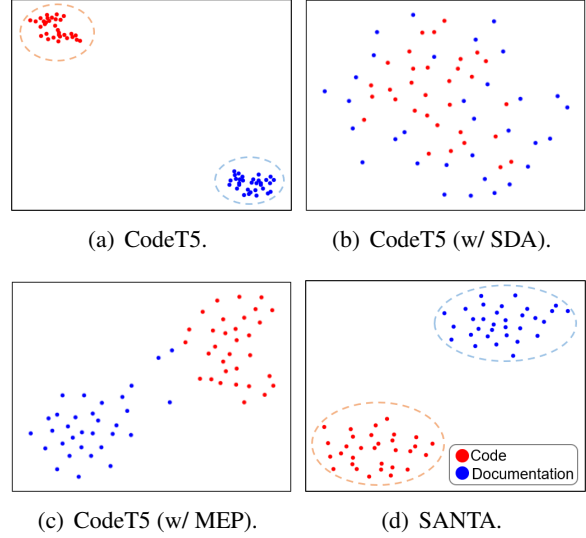 (a) CodeT5.
(b) CodeT5 (w/ SDA).
Code
Documentation
(c) CodeT5 (w/ MEP).
(d) SANTA.